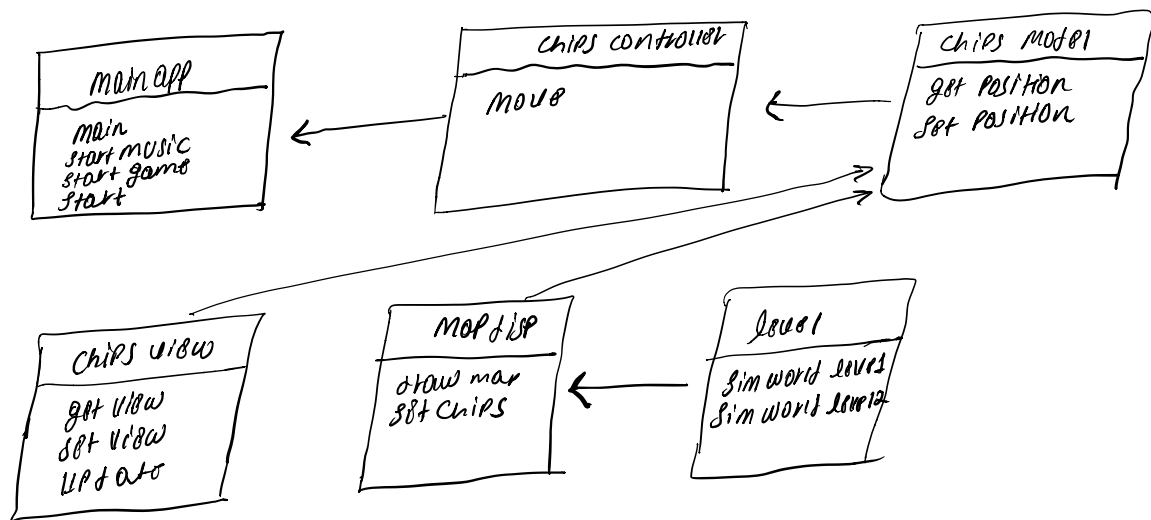 main app
main
start music
start game
start
chips controller
move
chips model
get position
set position
chips view
get view
set view
update
map disp
draw map
set chips
level
sim world level1
sim world level2